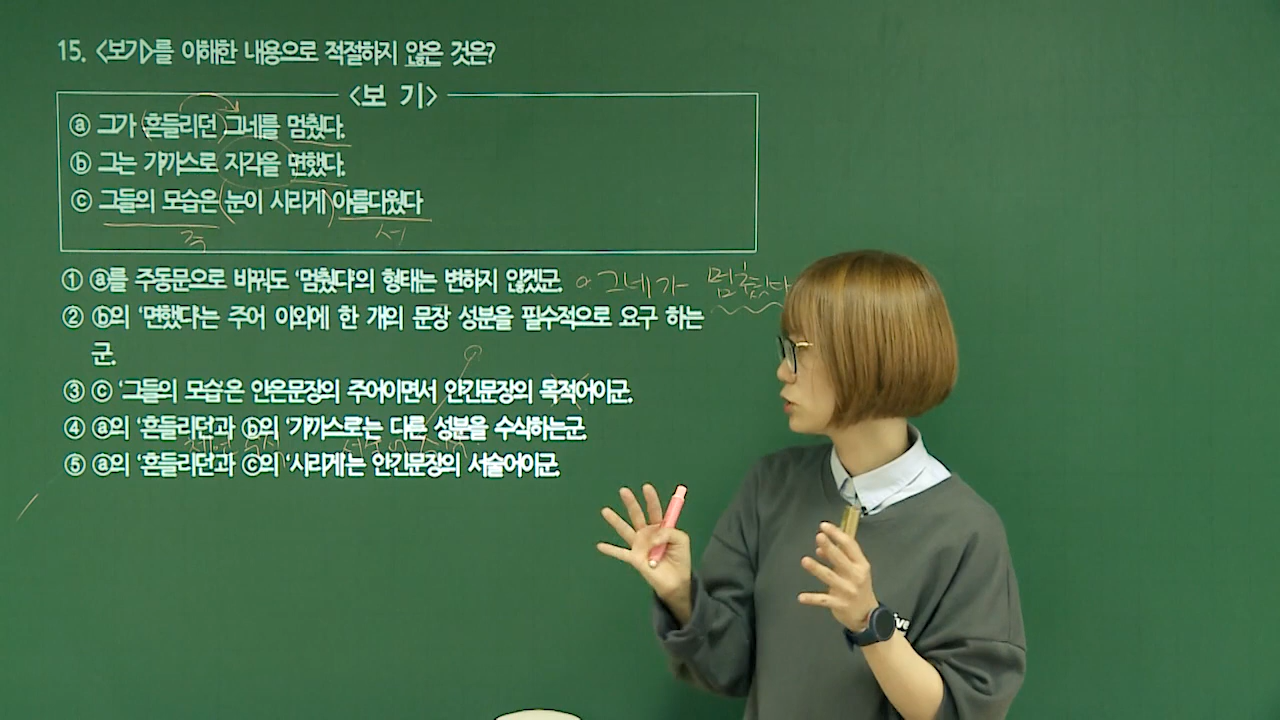 15. <보기>를 이해한 내용으로 적절하지 않은 것은?
<보 기>
ⓐ 그가 흔들리던 그네를 멈췄다.
ⓑ 그는 가까스로 지각을 면했다.
ⓒ 그들의 모습은 눈이 시리게 아름다웠다
주 서
① ⓐ를 주동문으로 바꿔도 '멈췄다'의 형태는 변하지 않겠군. 그네가 멈췄다
② ⓑ의 '면했다'는 주어 이외에 한 개의 문장 성분을 필수적으로 요구 하는
군.
③ ⓒ '그들의 모습'은 안은문장의 주어이면서 안긴문장의 목적어이군.
④ ⓐ의 '흔들리던'과 ⓑ의 '가까스로'는 다른 성분을 수식하는군.
⑤ ⓐ의 '흔들리던'과 ⓒ의 '시리게'는 안긴문장의 서술어이군.